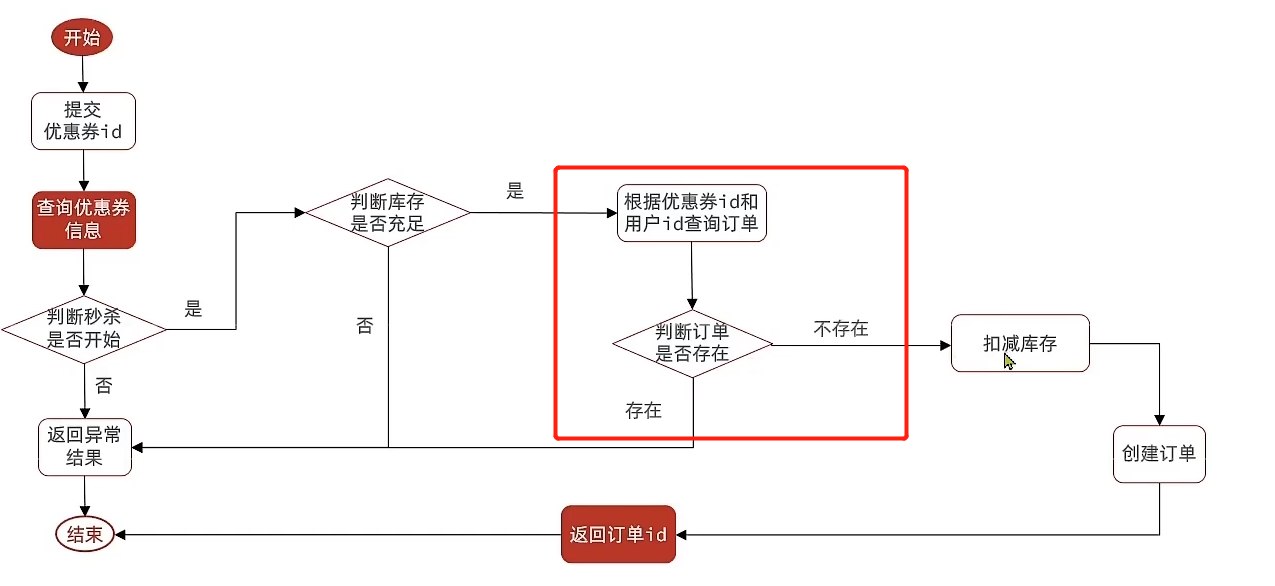 开始
提交
优惠券id
查询优惠券
信息
判断秒杀
是否开始
是
否
判断库存
是否充足
是
否
根据优惠券id和
用户id查询订单
判断订单
是否存在
不存在
存在
扣减库存
创建订单
返回异常
结果
返回订单id
结束